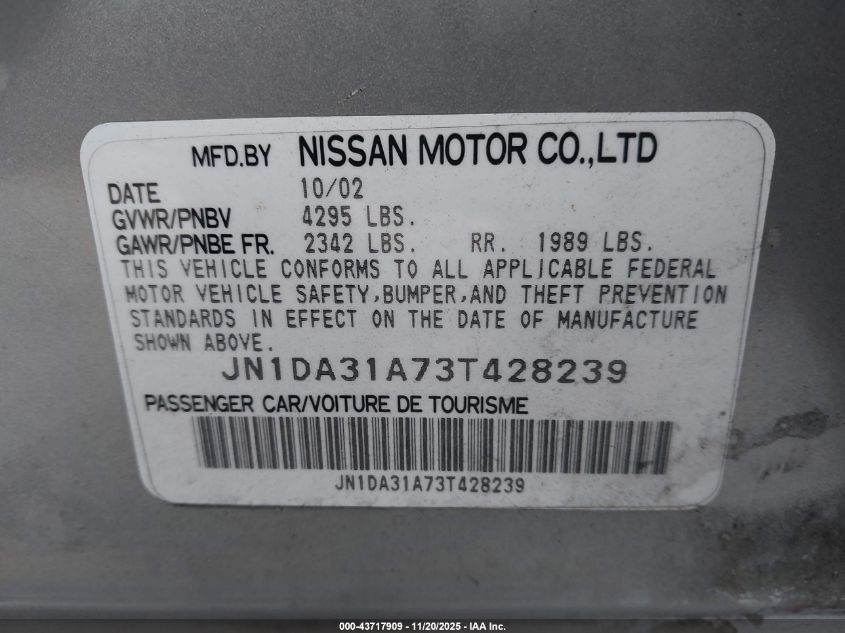 MFD.BY NISSAN MOTOR CO.,LTD
DATE 10/02
GVWR/PNBV 4295 LBS.
GAWR/PNBE FR. 2342 LBS. RR. 1989 LBS.
THIS VEHICLE CONFORMS TO ALL APPLICABLE FEDERAL
MOTOR VEHICLE SAFETY,BUMPER,AND THEFT PREVENTION
STANDARDS IN EFFECT ON THE DATE OF MANUFACTURE
SHOWN ABOVE.
JN1DA31A73T428239
PASSENGER CAR/VOITURE DE TOURISME
JN1DA31A73T428239
000-43717909 - 11/20/2025 - IAA Inc.